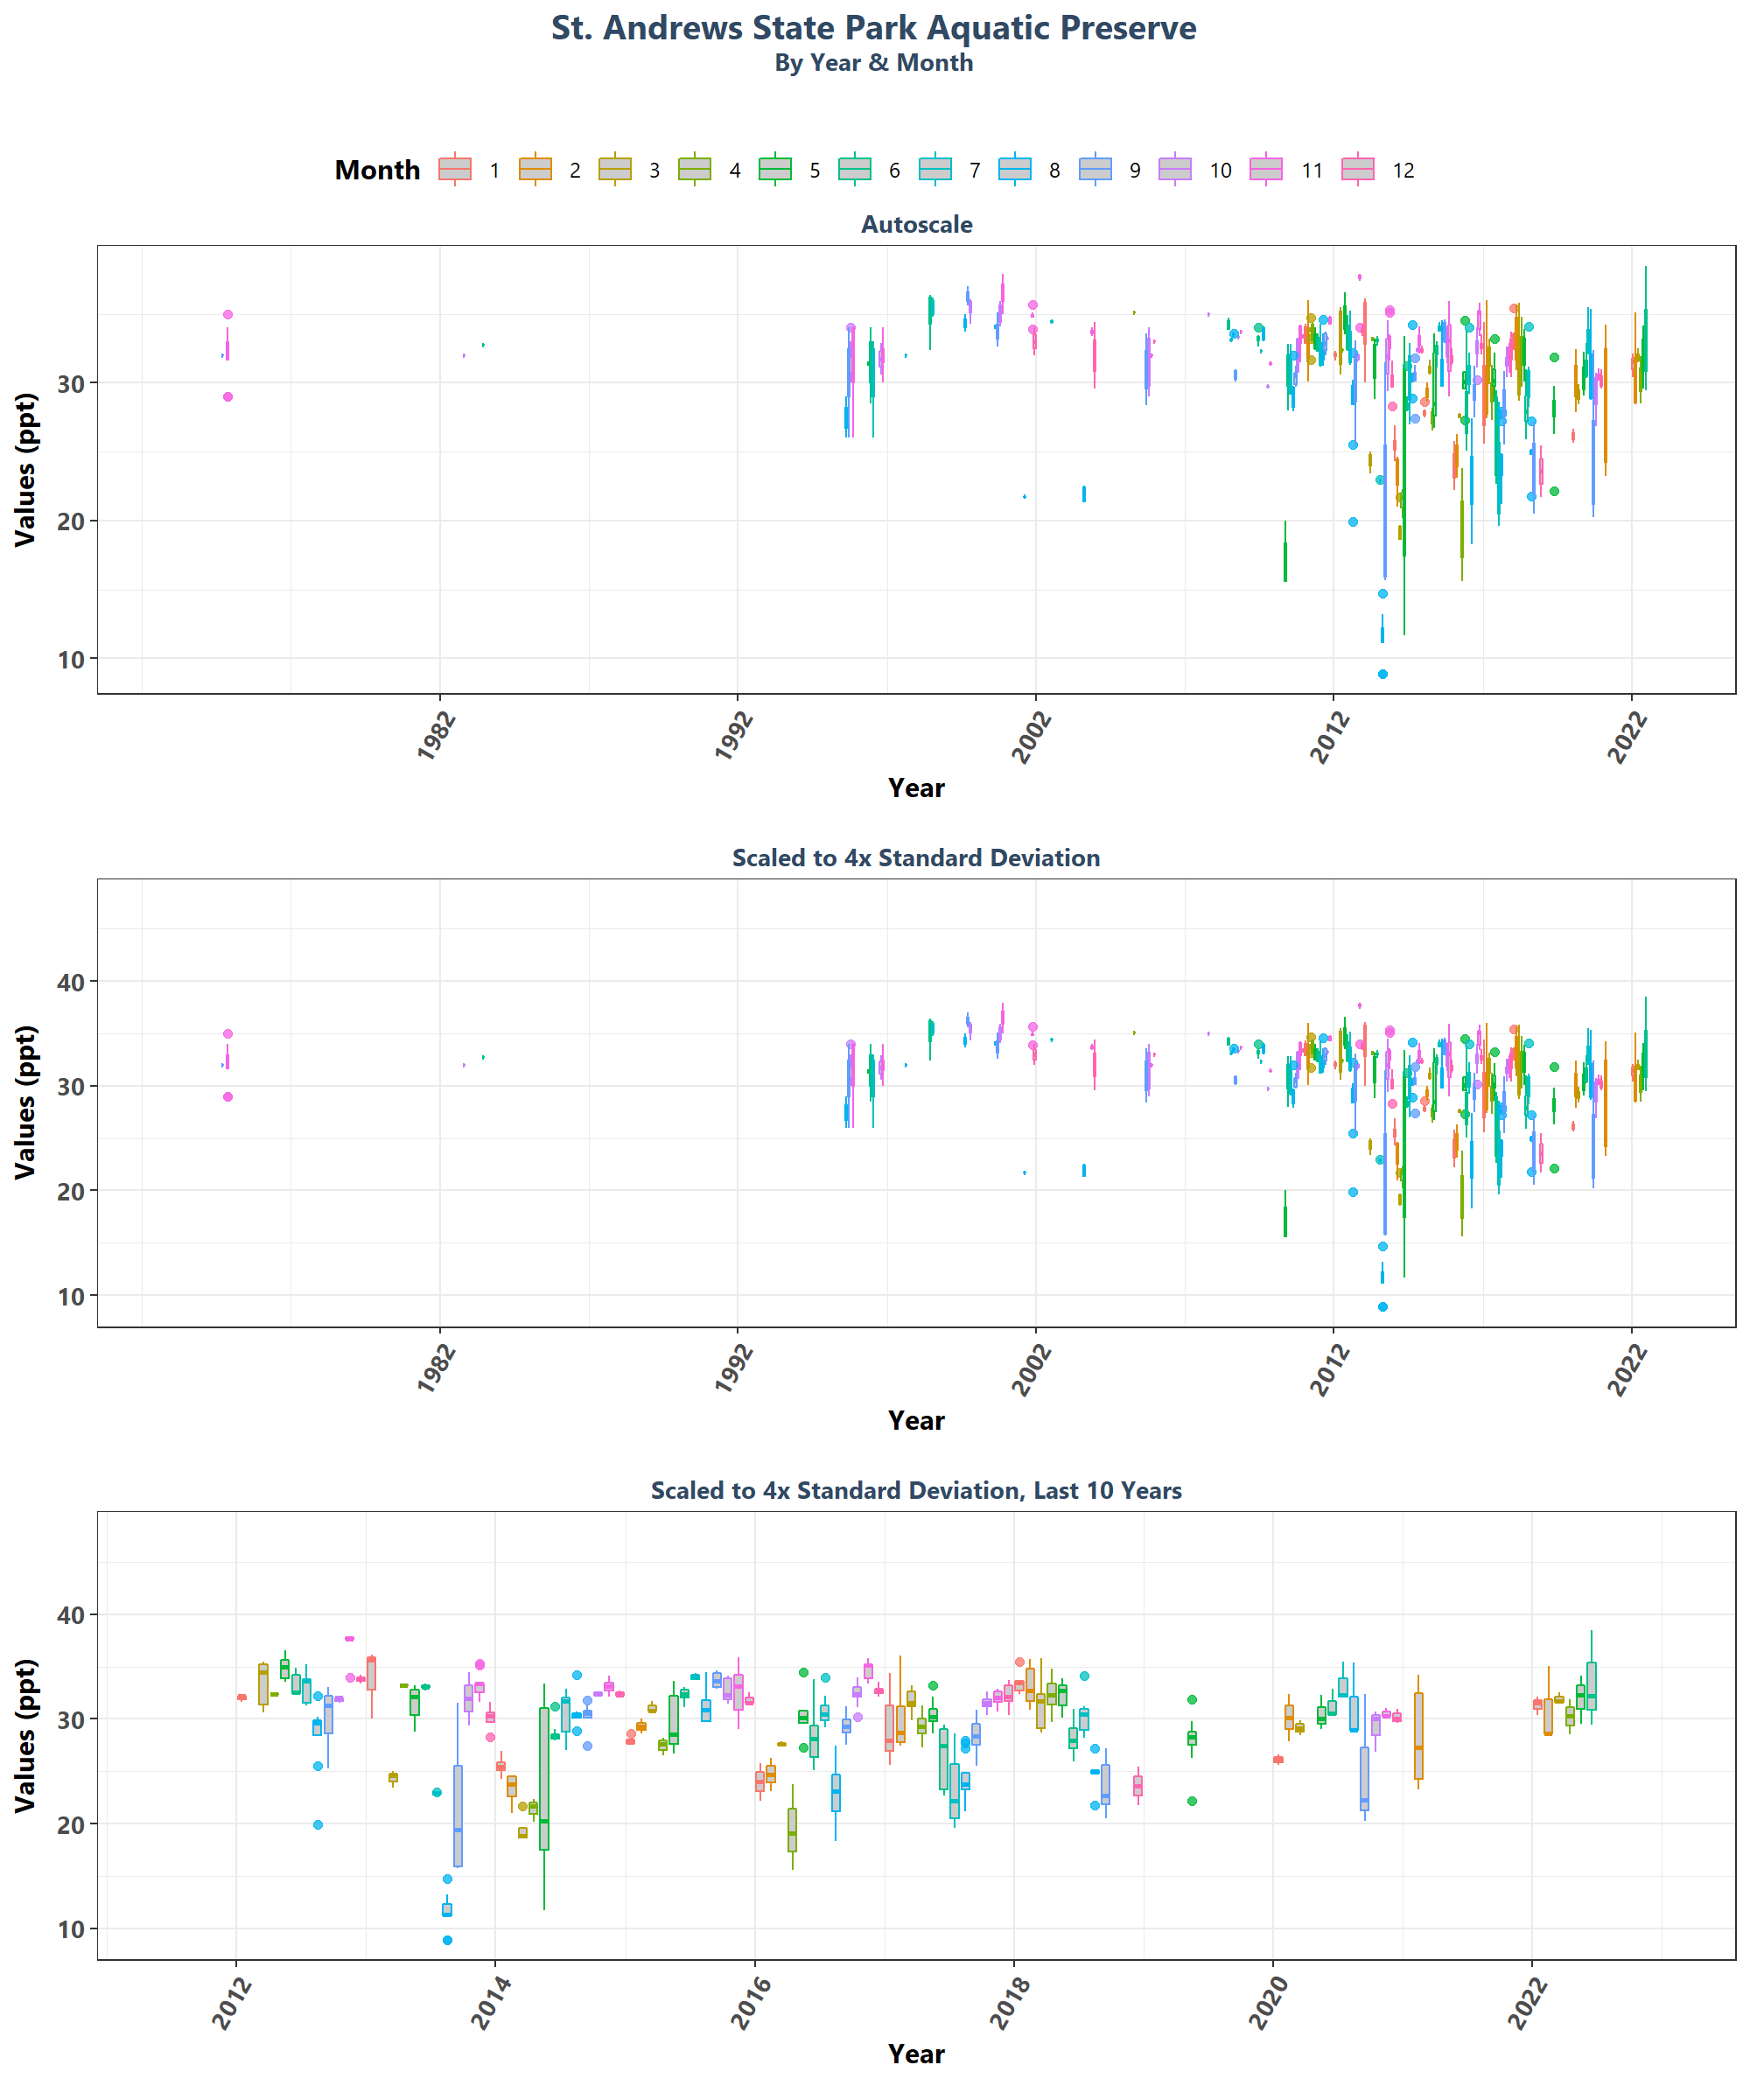 St. Andrews State Park Aquatic Preserve
By Year & Month
Month 1 2 3 4 5 6 7 8 9 10 11 12
Autoscale
Values (ppt)
30
20
10
1982 1992 2002 2012 2022
Year
Scaled to 4x Standard Deviation
Values (ppt)
40
30
20
10
1982 1992 2002 2012 2022
Year
Scaled to 4x Standard Deviation, Last 10 Years
Values (ppt)
40
30
20
10
2012 2014 2016 2018 2020 2022
Year